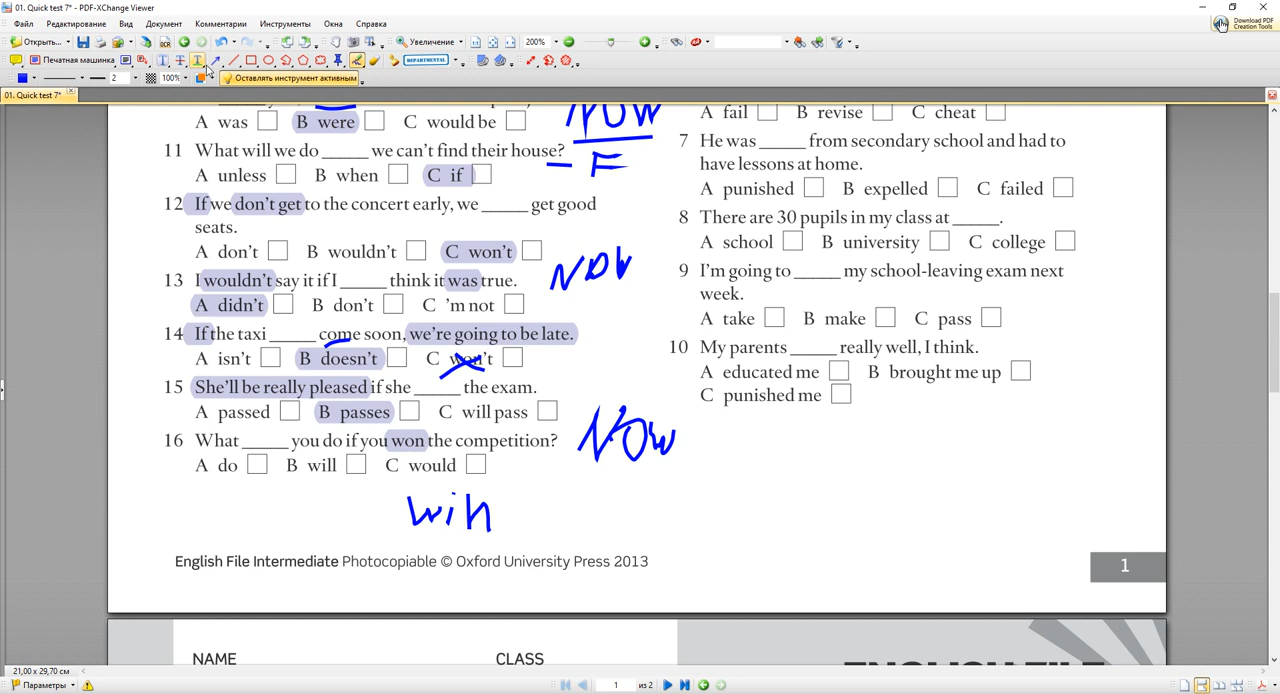 01. Quick test 7* - PDF-XChange Viewer
Файл Редактирование Вид Документ Комментарии Инструменты Окна Справка
Открыть... OCR Увеличение 200% Download PDF Creation Tools
Печатная машинка DEPARTMENTAL
2 100% Оставлять инструмент активным
01. Quick test 7*
A was B were C would be
NOW
11 What will we do _____ we can't find their house?
A unless B when C if
– F
12 If we don't get to the concert early, we _____ get good
seats.
A don't B wouldn't C won't
13 I wouldn't say it if I _____ think it was true.
NOW
A didn't B don't C 'm not
14 If the taxi _____ come soon, we're going to be late.
A isn't B doesn't C won't
15 She'll be really pleased if she _____ the exam.
A passed B passes C will pass
16 What _____ you do if you won the competition?
NOW
A do B will C would
win
A fail B revise C cheat
7 He was _____ from secondary school and had to
have lessons at home.
A punished B expelled C failed
8 There are 30 pupils in my class at _____.
A school B university C college
9 I'm going to _____ my school-leaving exam next
week.
A take B make C pass
10 My parents _____ really well, I think.
A educated me B brought me up
C punished me
English File Intermediate Photocopiable © Oxford University Press 2013
1
NAME CLASS
21,00 x 29,70 см
Параметры 1 из 2